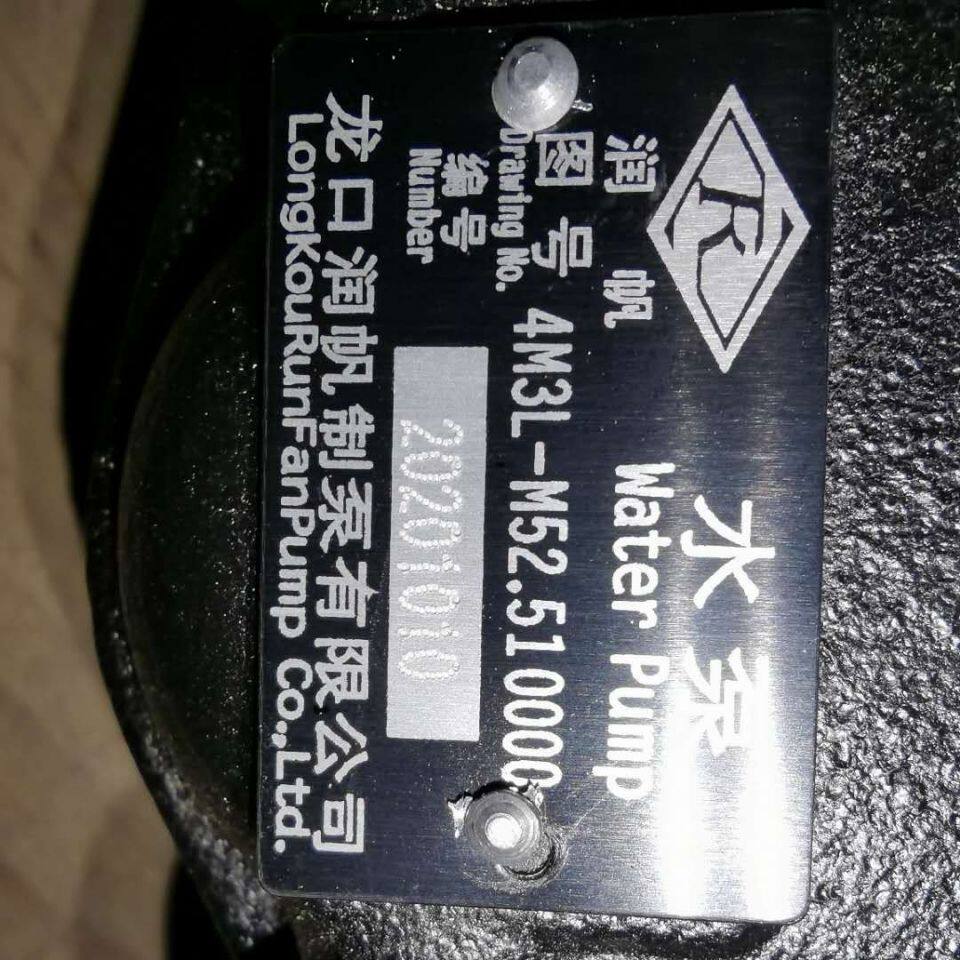 R
润帆
水泵
Water Pump
图号 4M3L-M52.510000
Drawing No.
编号
Number
20201010
龙口润帆制泵有限公司
LongKouRunFanPump Co.,Ltd.